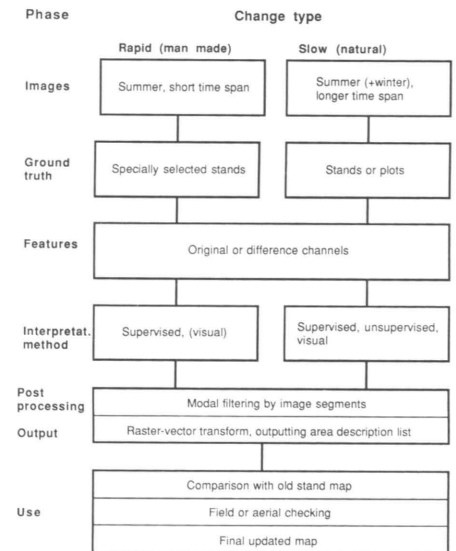 Phase
Change type
Rapid (man made)
Slow (natural)
Images
Summer, short time span
Summer (+winter),
longer time span
Ground
truth
Specially selected stands
Stands or plots
Features
Original or difference channels
Interpretat.
method
Supervised, (visual)
Supervised, unsupervised,
visual
Post
processing
Modal filtering by image segments
Output
Raster-vector transform, outputting area description list
Use
Comparison with old stand map
Field or aerial checking
Final updated map